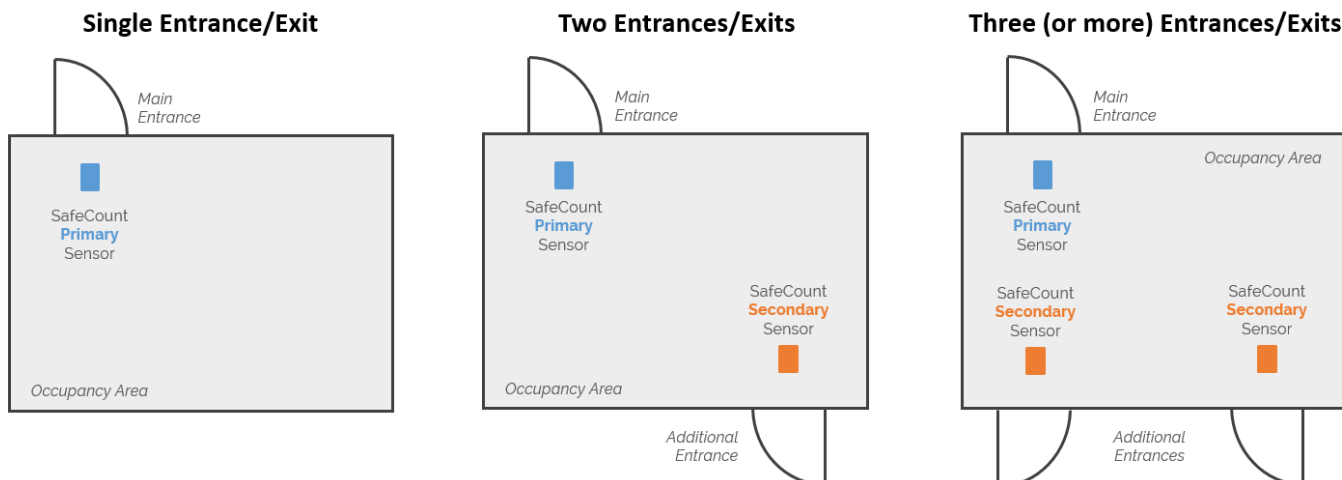 Single Entrance/Exit
Main
Entrance
SafeCount
Primary
Sensor
Occupancy Area
Two Entrances/Exits
Main
Entrance
SafeCount
Primary
Sensor
SafeCount
Secondary
Sensor
Occupancy Area
Additional
Entrance
Three (or more) Entrances/Exits
Main
Entrance
Occupancy Area
SafeCount
Primary
Sensor
SafeCount
Secondary
Sensor
SafeCount
Secondary
Sensor
Additional
Entrances